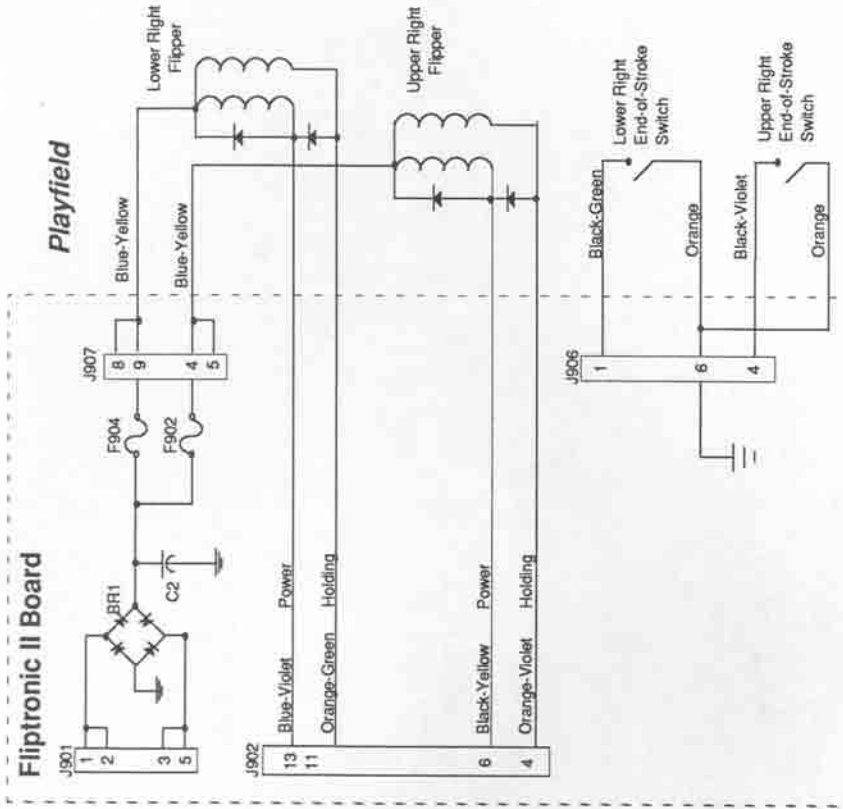 Fliptronic II Board
Playfield
J901
1
2
3
5
BR1
C2
F904
F902
J907
8
9
4
5
Blue-Yellow
Blue-Yellow
Lower Right
Flipper
Upper Right
Flipper
J902
13
11
6
4
Blue-Violet
Power
Orange-Green
Holding
Black-Yellow
Power
Orange-Violet
Holding
J906
1
6
4
Black-Green
Orange
Black-Violet
Orange
Lower Right
End-of-Stroke
Switch
Upper Right
End-of-Stroke
Switch